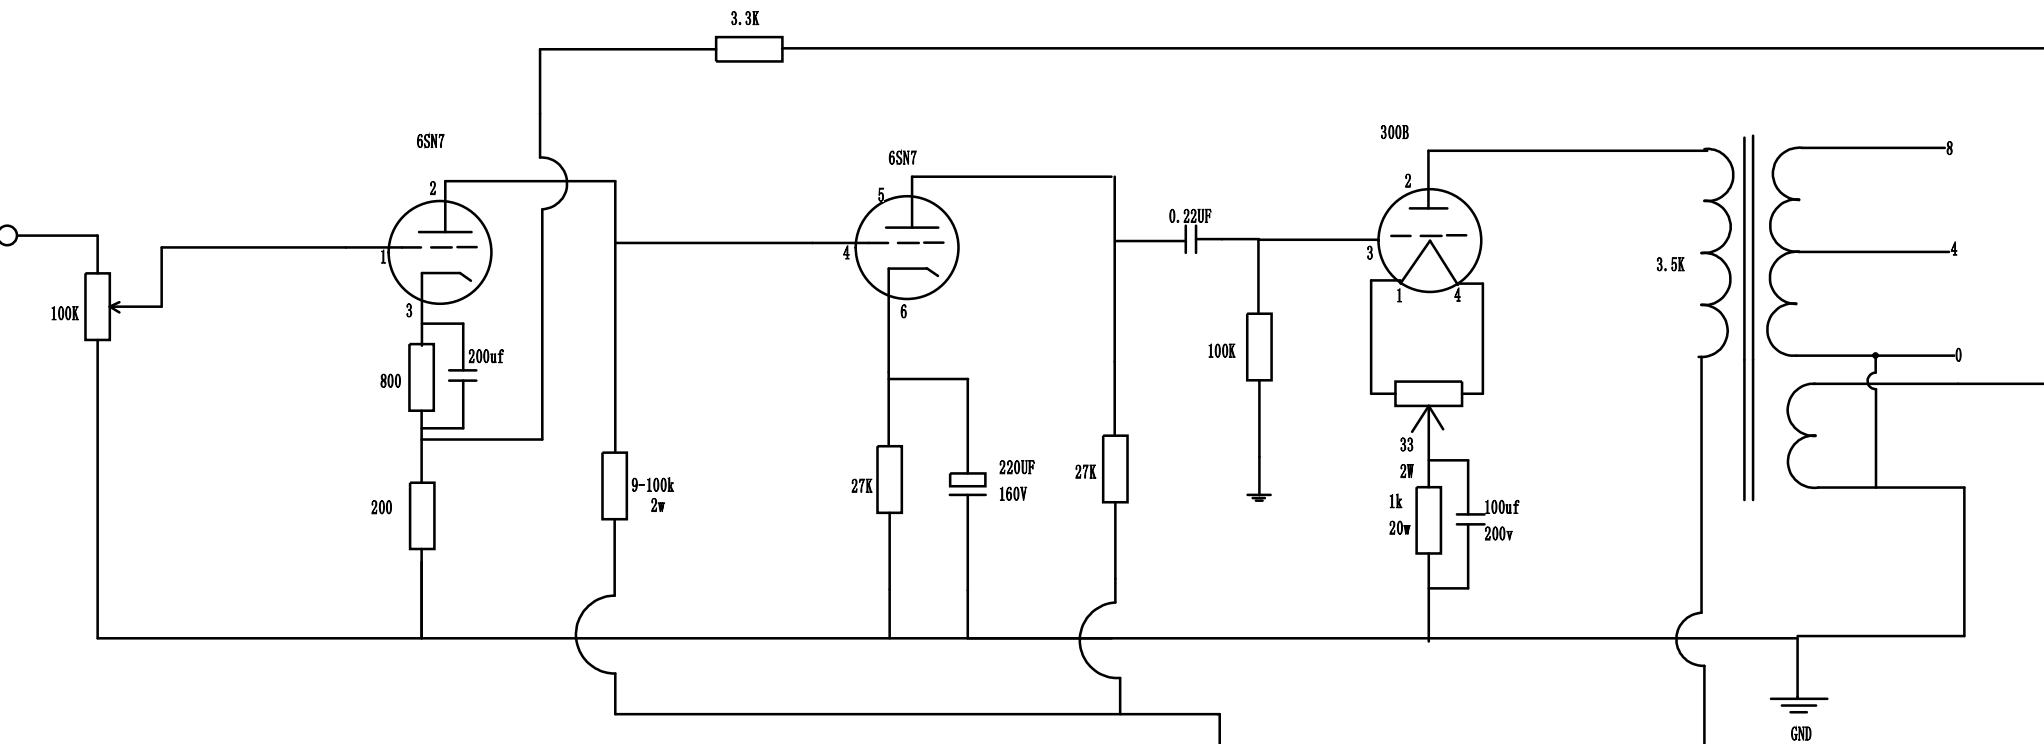 3.3K
6SN7
2
1
3
100K
800
200uf
200
9-100k
2w
6SN7
5
4
6
27K
220UF
160V
27K
0.22UF
100K
300B
2
3
1
4
33
2W
1k
20w
100uf
200v
3.5K
8
4
0
GND